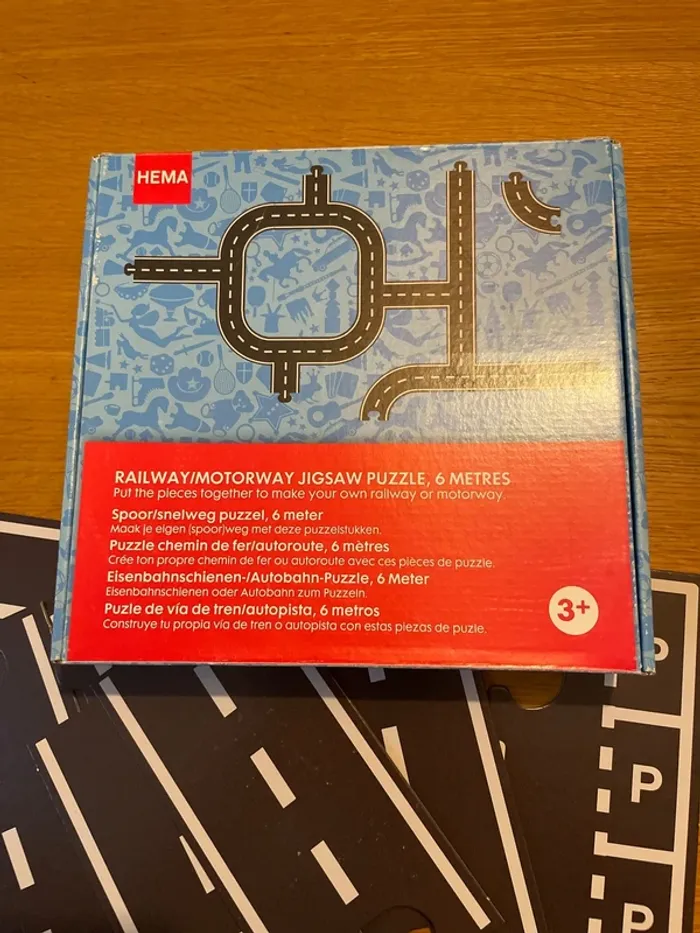 HEMA
RAILWAY/MOTORWAY JIGSAW PUZZLE, 6 METRES
Put the pieces together to make your own railway or motorway.
Spoor/snelweg puzzel, 6 meter
Maak je eigen (spoor)weg met deze puzzelstukken.
Puzzle chemin de fer/autoroute, 6 mètres
Crée ton propre chemin de fer ou autoroute avec ces pièces de puzzle.
Eisenbahnschienen-/Autobahn-Puzzle, 6 Meter
Eisenbahnschienen oder Autobahn zum Puzzeln.
Puzle de vía de tren/autopista, 6 metros
Construye tu propia vía de tren o autopista con estas piezas de puzle.
3+
P
P
P